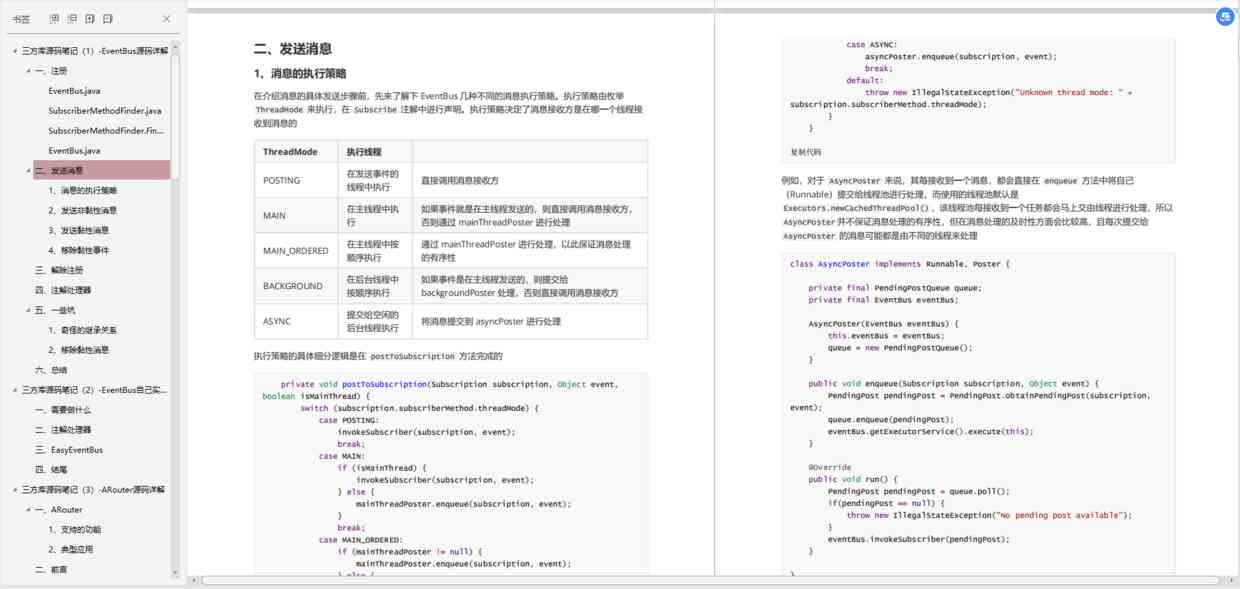 书签
三方库源码笔记（1）-EventBus源码详解
一、注册
EventBus.java
SubscriberMethodFinder.java
SubscriberMethodFinder.Fin...
EventBus.java
二、发送消息
1、消息的执行策略
2、发送非黏性消息
3、发送黏性消息
4、移除黏性事件
三、解除注册
四、注解处理器
五、一些坑
1、奇怪的继承关系
2、移除黏性消息
六、总结
三方库源码笔记（2）-EventBus自己实...
一、需要做什么
二、注解处理器
三、EasyEventBus
四、结尾
三方库源码笔记（3）-ARouter源码详解
一、ARouter
1、支持的功能
2、典型应用
二、前言
二、发送消息
1、消息的执行策略
在介绍消息的具体发送步骤前，先来了解下 EventBus 几种不同的消息执行策略。执行策略由枚举
ThreadMode 来执行，在 Subscribe 注解中进行声明。执行策略决定了消息接收方是在哪一个线程接
收到消息的
ThreadMode 执行线程
POSTING 在发送事件的线程中执行 直接调用消息接收方
MAIN 在主线程中执行 如果事件就是在主线程发送的，则直接调用消息接收方，否则通过 mainThreadPoster 进行处理
MAIN_ORDERED 在主线程中按顺序执行 通过 mainThreadPoster 进行处理，以此保证消息处理的有序性
BACKGROUND 在后台线程中按顺序执行 如果事件是在主线程发送的，则提交给 backgroundPoster 处理，否则直接调用消息接收方
ASYNC 提交给空闲的后台线程执行 将消息提交到 asyncPoster 进行处理
执行策略的具体细分逻辑是在 postToSubscription 方法完成的
private void postToSubscription(Subscription subscription, Object event,
boolean isMainThread) {
switch (subscription.subscriberMethod.threadMode) {
case POSTING:
invokeSubscriber(subscription, event);
break;
case MAIN:
if (isMainThread) {
invokeSubscriber(subscription, event);
} else {
mainThreadPoster.enqueue(subscription, event);
}
break;
case MAIN_ORDERED:
if (mainThreadPoster != null) {
mainThreadPoster.enqueue(subscription, event);
} else {
case ASYNC:
asyncPoster.enqueue(subscription, event);
break;
default:
throw new IllegalStateException("Unknown thread mode: " +
subscription.subscriberMethod.threadMode);
}
}
复制代码
例如，对于 AsyncPoster 来说，其每接收到一个消息，都会直接在 enqueue 方法中将自己
（Runnable）提交给线程池进行处理，而使用的线程池默认是
Executors.newCachedThreadPool()，该线程池每接收到一个任务都会马上交由线程进行处理，所以
AsyncPoster并不保证消息处理的有序性，但在消息处理的及时性方面会比较高，且每次提交给
AsyncPoster 的消息可能都是由不同的线程来处理
class AsyncPoster implements Runnable, Poster {
private final PendingPostQueue queue;
private final EventBus eventBus;
AsyncPoster(EventBus eventBus) {
this.eventBus = eventBus;
queue = new PendingPostQueue();
}
public void enqueue(Subscription subscription, Object event) {
PendingPost pendingPost = PendingPost.obtainPendingPost(subscription,
event);
queue.enqueue(pendingPost);
eventBus.getExecutorService().execute(this);
}
@Override
public void run() {
PendingPost pendingPost = queue.poll();
if(pendingPost == null) {
throw new IllegalStateException("No pending post available");
}
eventBus.invokeSubscriber(pendingPost);
}
}